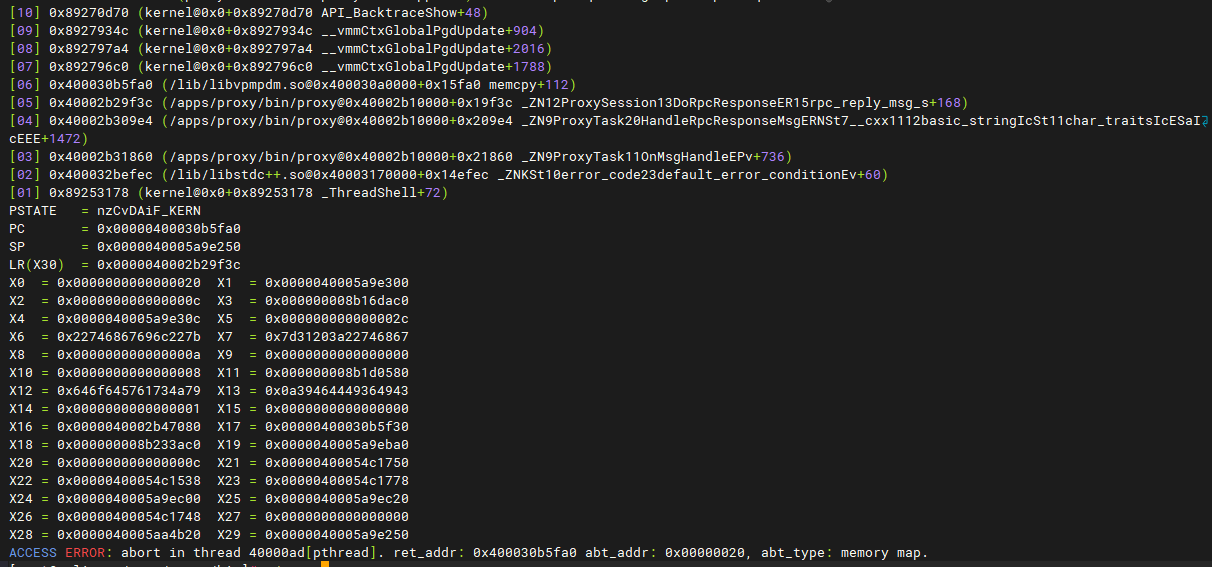 [10] 0x89270d70 (kernel@0x0+0x89270d70 API_BacktraceShow+48)
[09] 0x8927934c (kernel@0x0+0x8927934c __vmmCtxGlobalPgdUpdate+904)
[08] 0x892797a4 (kernel@0x0+0x892797a4 __vmmCtxGlobalPgdUpdate+2016)
[07] 0x892796c0 (kernel@0x0+0x892796c0 __vmmCtxGlobalPgdUpdate+1788)
[06] 0x400030b5fa0 (/lib/libvpmpdm.so@0x400030a0000+0x15fa0 memcpy+112)
[05] 0x40002b29f3c (/apps/proxy/bin/proxy@0x40002b10000+0x19f3c _ZN12ProxySession13DoRpcResponseER15rpc_reply_msg_s+168)
[04] 0x40002b309e4 (/apps/proxy/bin/proxy@0x40002b10000+0x209e4 _ZN9ProxyTask20HandleRpcResponseMsgERNSt7__cxx1112basic_stringIcSt11char_traitsIcESaI
cEEE+1472)
[03] 0x40002b31860 (/apps/proxy/bin/proxy@0x40002b10000+0x21860 _ZN9ProxyTask11OnMsgHandleEPv+736)
[02] 0x400032befec (/lib/libstdc++.so@0x40003170000+0x14efec _ZNKSt10error_code23default_error_conditionEv+60)
[01] 0x89253178 (kernel@0x0+0x89253178 _ThreadShell+72)
PSTATE   = nzCvDAiF_KERN
PC       = 0x00000400030b5fa0
SP       = 0x0000040005a9e250
LR(X30)  = 0x0000040002b29f3c
X0  = 0x0000000000000020  X1  = 0x0000040005a9e300
X2  = 0x000000000000000c  X3  = 0x000000008b16dac0
X4  = 0x0000040005a9e30c  X5  = 0x000000000000002c
X6  = 0x22746867696c227b  X7  = 0x7d31203a22746867
X8  = 0x000000000000000a  X9  = 0x0000000000000000
X10 = 0x0000000000000008  X11 = 0x000000008b1d0580
X12 = 0x646f645761734a79  X13 = 0x0a39464449364943
X14 = 0x0000000000000001  X15 = 0x0000000000000000
X16 = 0x0000040002b47080  X17 = 0x00000400030b5f30
X18 = 0x000000008b233ac0  X19 = 0x0000040005a9eba0
X20 = 0x000000000000000c  X21 = 0x00000400054c1750
X22 = 0x00000400054c1538  X23 = 0x00000400054c1778
X24 = 0x0000040005a9ec00  X25 = 0x0000040005a9ec20
X26 = 0x00000400054c1748  X27 = 0x0000000000000000
X28 = 0x0000040005aa4b20  X29 = 0x0000040005a9e250
ACCESS ERROR: abort in thread 40000ad[pthread]. ret_addr: 0x400030b5fa0 abt_addr: 0x00000020, abt_type: memory map.